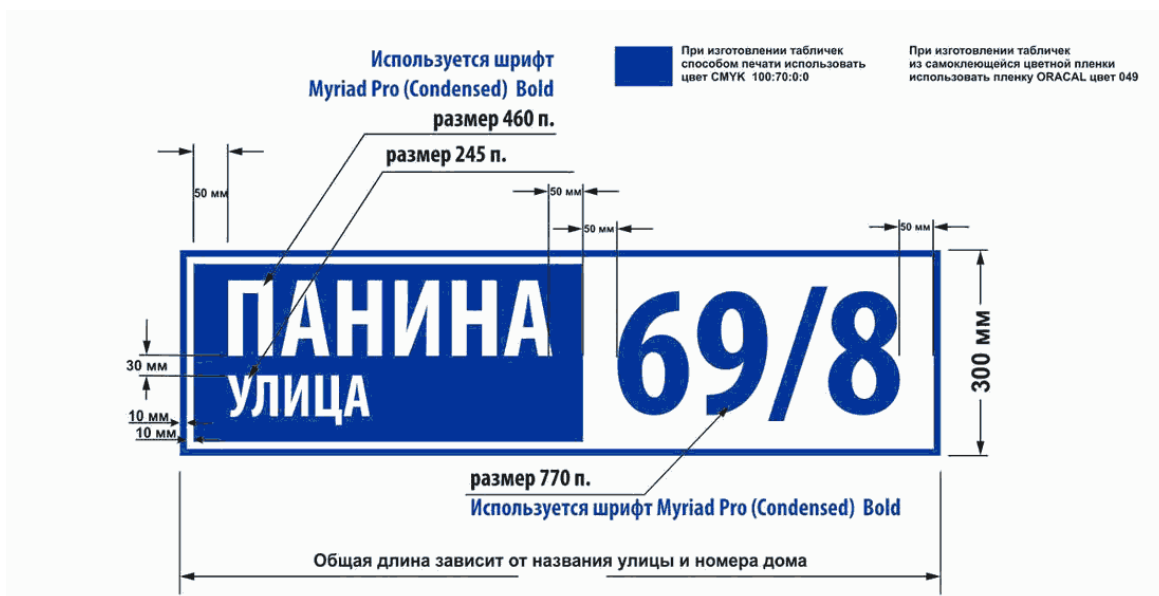 Используется шрифт
Myriad Pro (Condensed) Bold
размер 460 п.
размер 245 п.
При изготовлении табличек
способом печати использовать
цвет CMYK 100:70:0:0
При изготовлении табличек
из самоклеющейся цветной пленки
использовать пленку ORACAL цвет 049
50 мм
50 мм
50 мм
50 мм
ПАНИНА
УЛИЦА
69/8
30 мм
10 мм
10 мм
300 мм
размер 770 п.
Используется шрифт Myriad Pro (Condensed) Bold
Общая длина зависит от названия улицы и номера дома